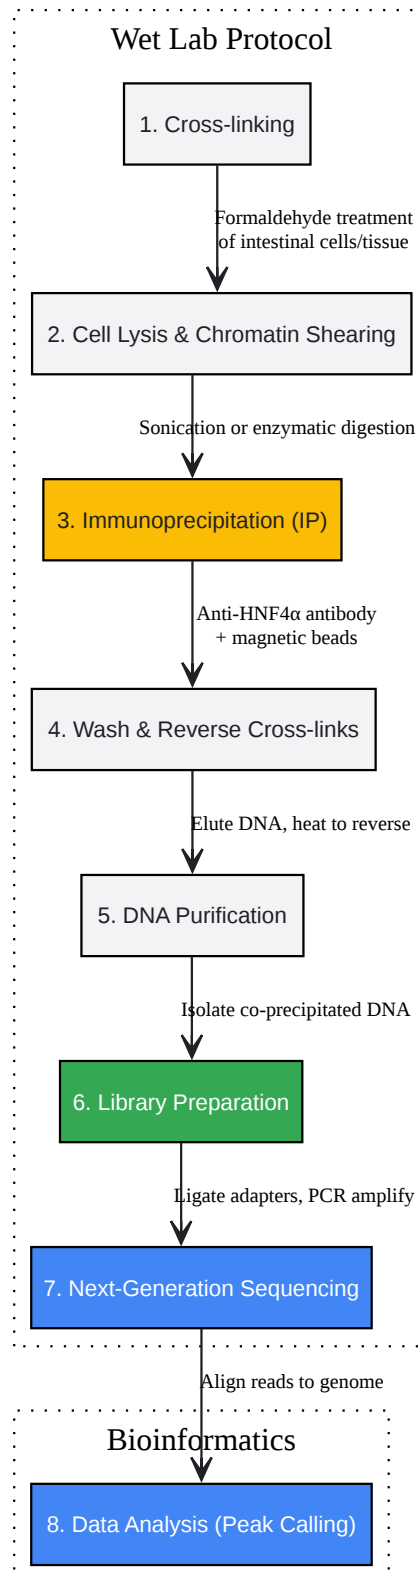 Wet Lab Protocol
1. Cross-linking
Formaldehyde treatment
of intestinal cells/tissue
2. Cell Lysis & Chromatin Shearing
Sonication or enzymatic digestion
3. Immunoprecipitation (IP)
Anti-HNF4α antibody
+ magnetic beads
4. Wash & Reverse Cross-links
Elute DNA, heat to reverse
5. DNA Purification
Isolate co-precipitated DNA
6. Library Preparation
Ligate adapters, PCR amplify
7. Next-Generation Sequencing
Align reads to genome
Bioinformatics
8. Data Analysis (Peak Calling)